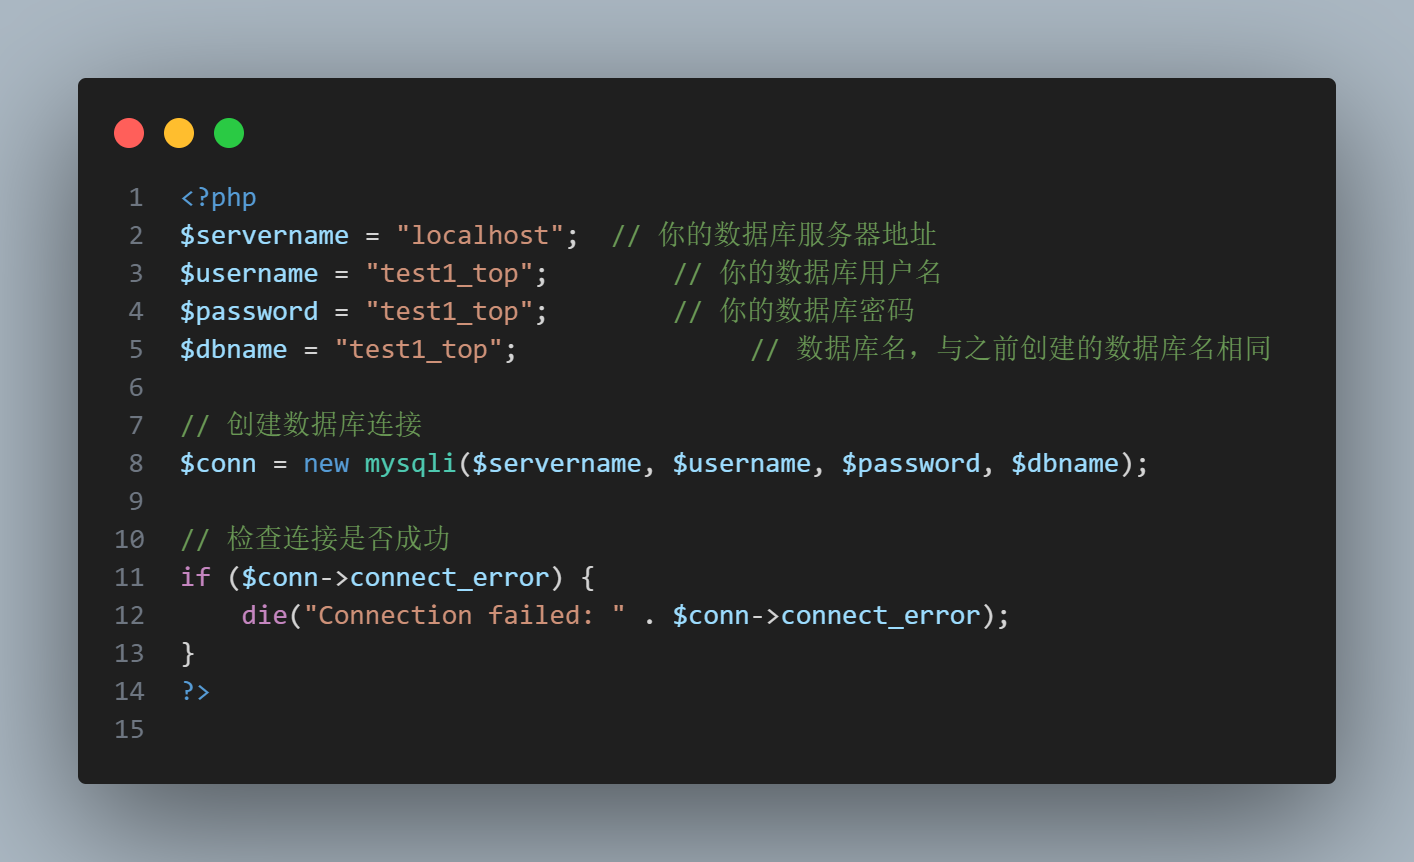 1 <?php
2 $servername = "localhost";  // 你的数据库服务器地址
3 $username = "test1_top";        // 你的数据库用户名
4 $password = "test1_top";        // 你的数据库密码
5 $dbname = "test1_top";               // 数据库名，与之前创建的数据库名相同
6
7 // 创建数据库连接
8 $conn = new mysqli($servername, $username, $password, $dbname);
9
10 // 检查连接是否成功
11 if ($conn->connect_error) {
12     die("Connection failed: " . $conn->connect_error);
13 }
14 ?>
15